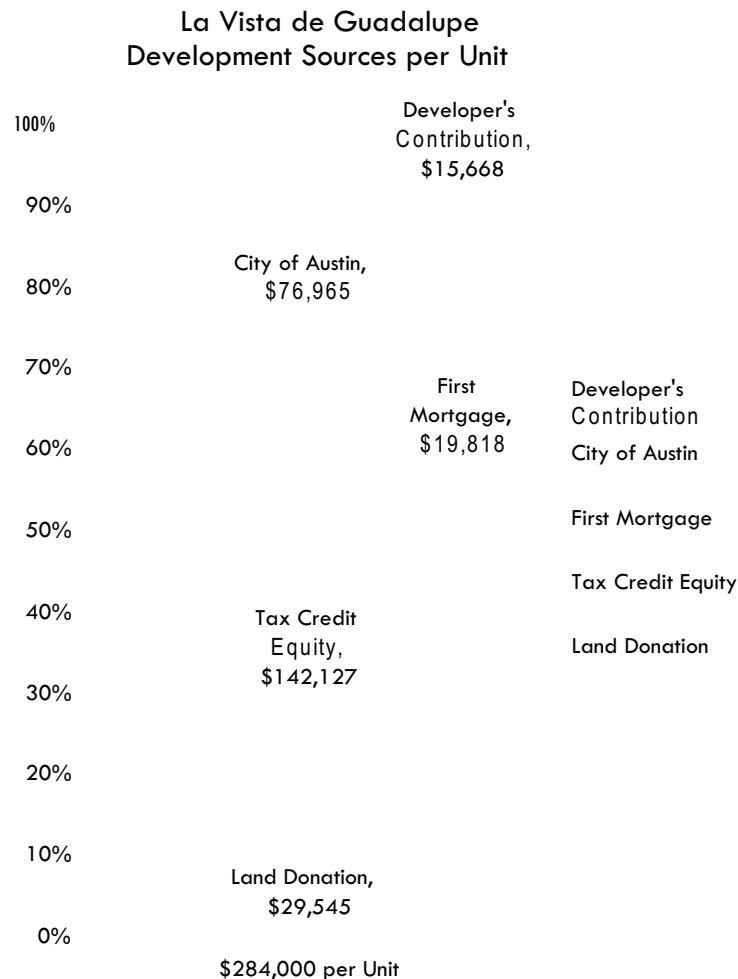 La Vista de Guadalupe
Development Sources per Unit
100%
90%
80%
70%
60%
50%
40%
30%
20%
10%
0%
Developer's
Contribution,
$15,668
City of Austin,
$76,965
First
Mortgage,
$19,818
Tax Credit
Equity,
$142,127
Land Donation,
$29,545
$284,000 per Unit
Developer's
Contribution
City of Austin
First Mortgage
Tax Credit Equity
Land Donation